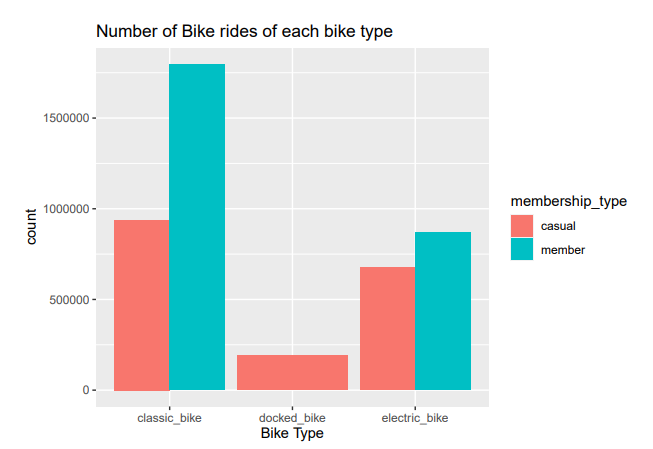 Number of Bike rides of each bike type
1500000
1000000
500000
0
count
classic_bike
docked_bike
electric_bike
Bike Type
membership_type
casual
member